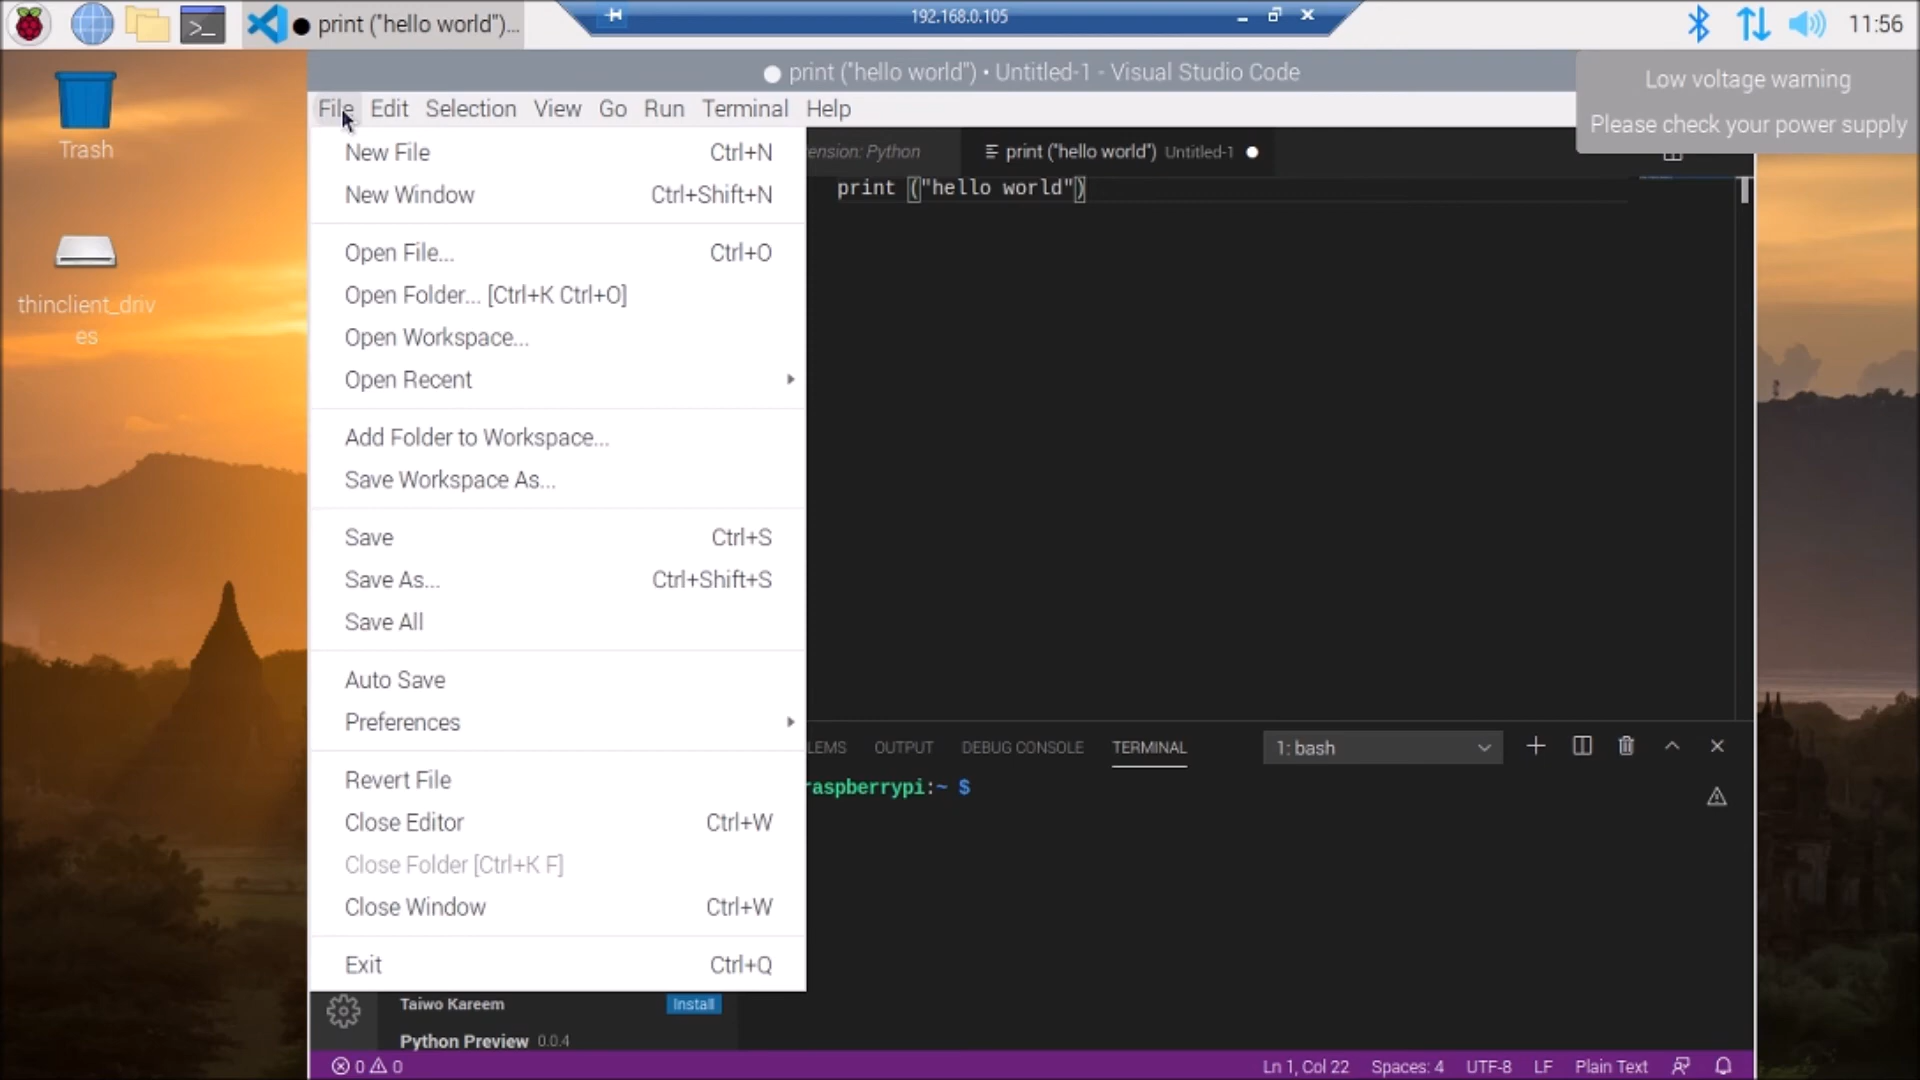 print ("hello world")...
192.168.0.105
11:56
print ("hello world") • Untitled-1 - Visual Studio Code
Low voltage warning
Please check your power supply
Trash
thinclient_driv
es
File Edit Selection View Go Run Terminal Help
New File Ctrl+N
New Window Ctrl+Shift+N
Open File... Ctrl+O
Open Folder... [Ctrl+K Ctrl+O]
Open Workspace...
Open Recent
Add Folder to Workspace...
Save Workspace As...
Save Ctrl+S
Save As... Ctrl+Shift+S
Save All
Auto Save
Preferences
Revert File
Close Editor Ctrl+W
Close Folder [Ctrl+K F]
Close Window Ctrl+W
Exit Ctrl+Q
ension: Python
print ("hello world") Untitled-1
print ("hello world")
LEMS OUTPUT DEBUG CONSOLE TERMINAL 1: bash
raspberrypi:~ $
Taiwo Kareem Install
Python Preview 0.0.4
0 0 Ln 1, Col 22 Spaces: 4 UTF-8 LF Plain Text